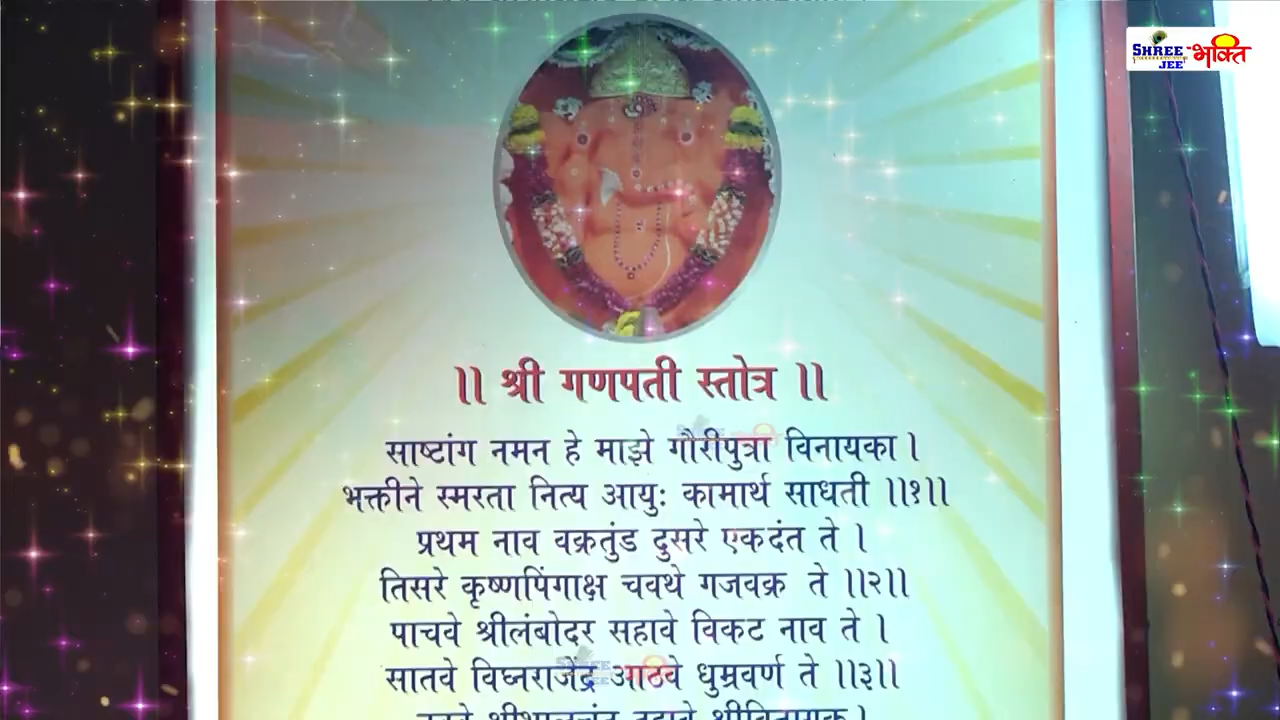 SHREE JEE भक्ति
॥ श्री गणपती स्तोत्र ॥
साष्टांग नमन हे माझे गौरीपुत्रा विनायका ।
भक्तीने स्मरता नित्य आयुः कामार्थ साधती ॥१॥
प्रथम नाव वक्रतुंड दुसरे एकदंत ते ।
तिसरे कृष्णपिंगाक्ष चवथे गजवक्र ते ॥२॥
पाचवे श्रीलंबोदर सहावे विकट नाव ते ।
सातवे विघ्नराजेंद्र आठवे धुम्रवर्ण ते ॥३॥